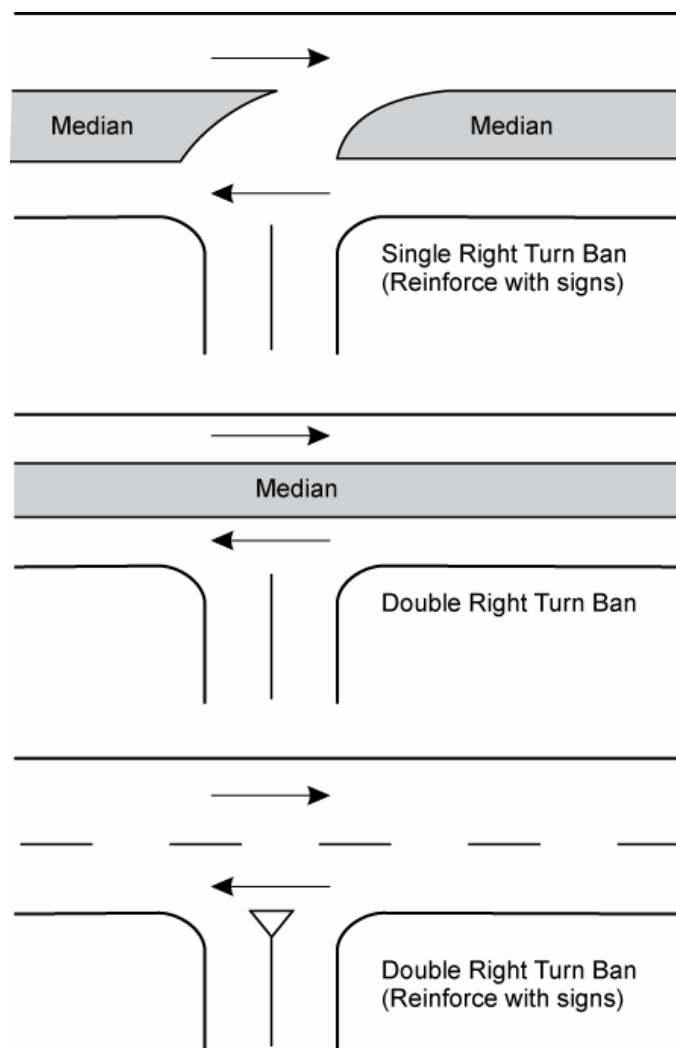 Median
Median
Single Right Turn Ban
(Reinforce with signs)
Median
Double Right Turn Ban
Double Right Turn Ban
(Reinforce with signs)